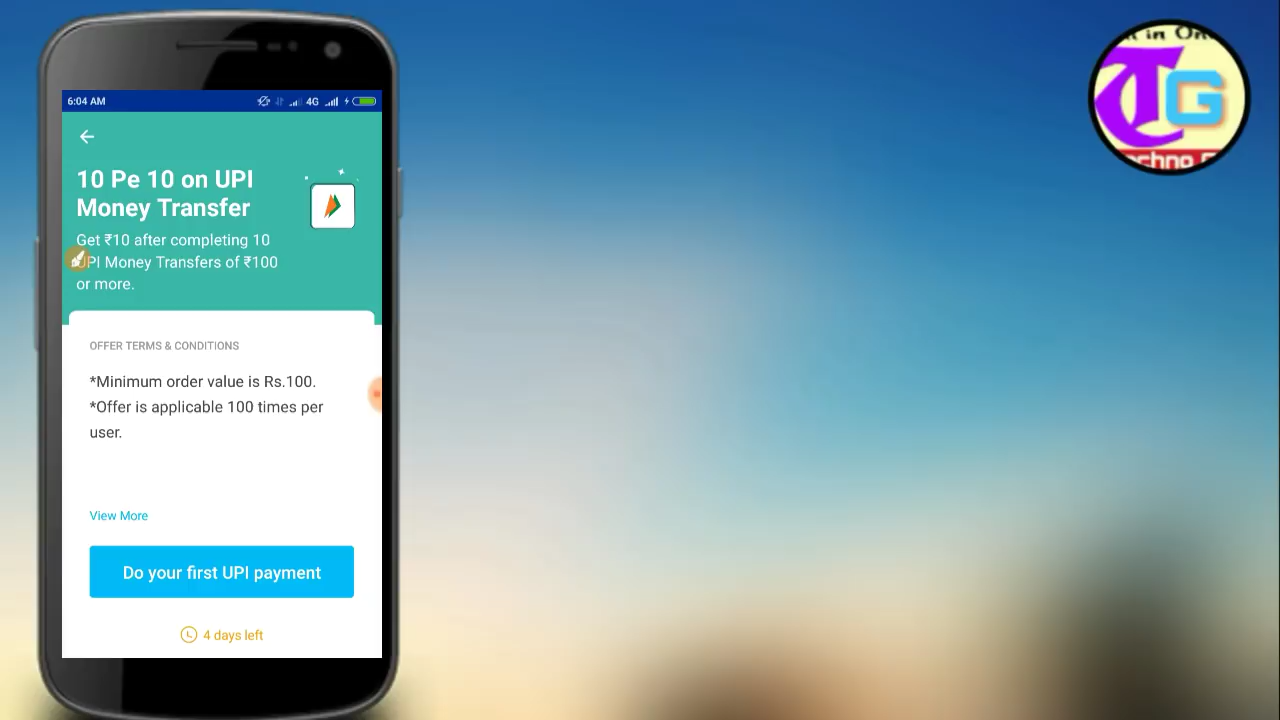 6:04 AM
4G
10 Pe 10 on UPI
Money Transfer
Get ₹10 after completing 10
UPI Money Transfers of ₹100
or more.
OFFER TERMS & CONDITIONS
*Minimum order value is Rs.100.
*Offer is applicable 100 times per
user.
View More
Do your first UPI payment
4 days left
in
TG